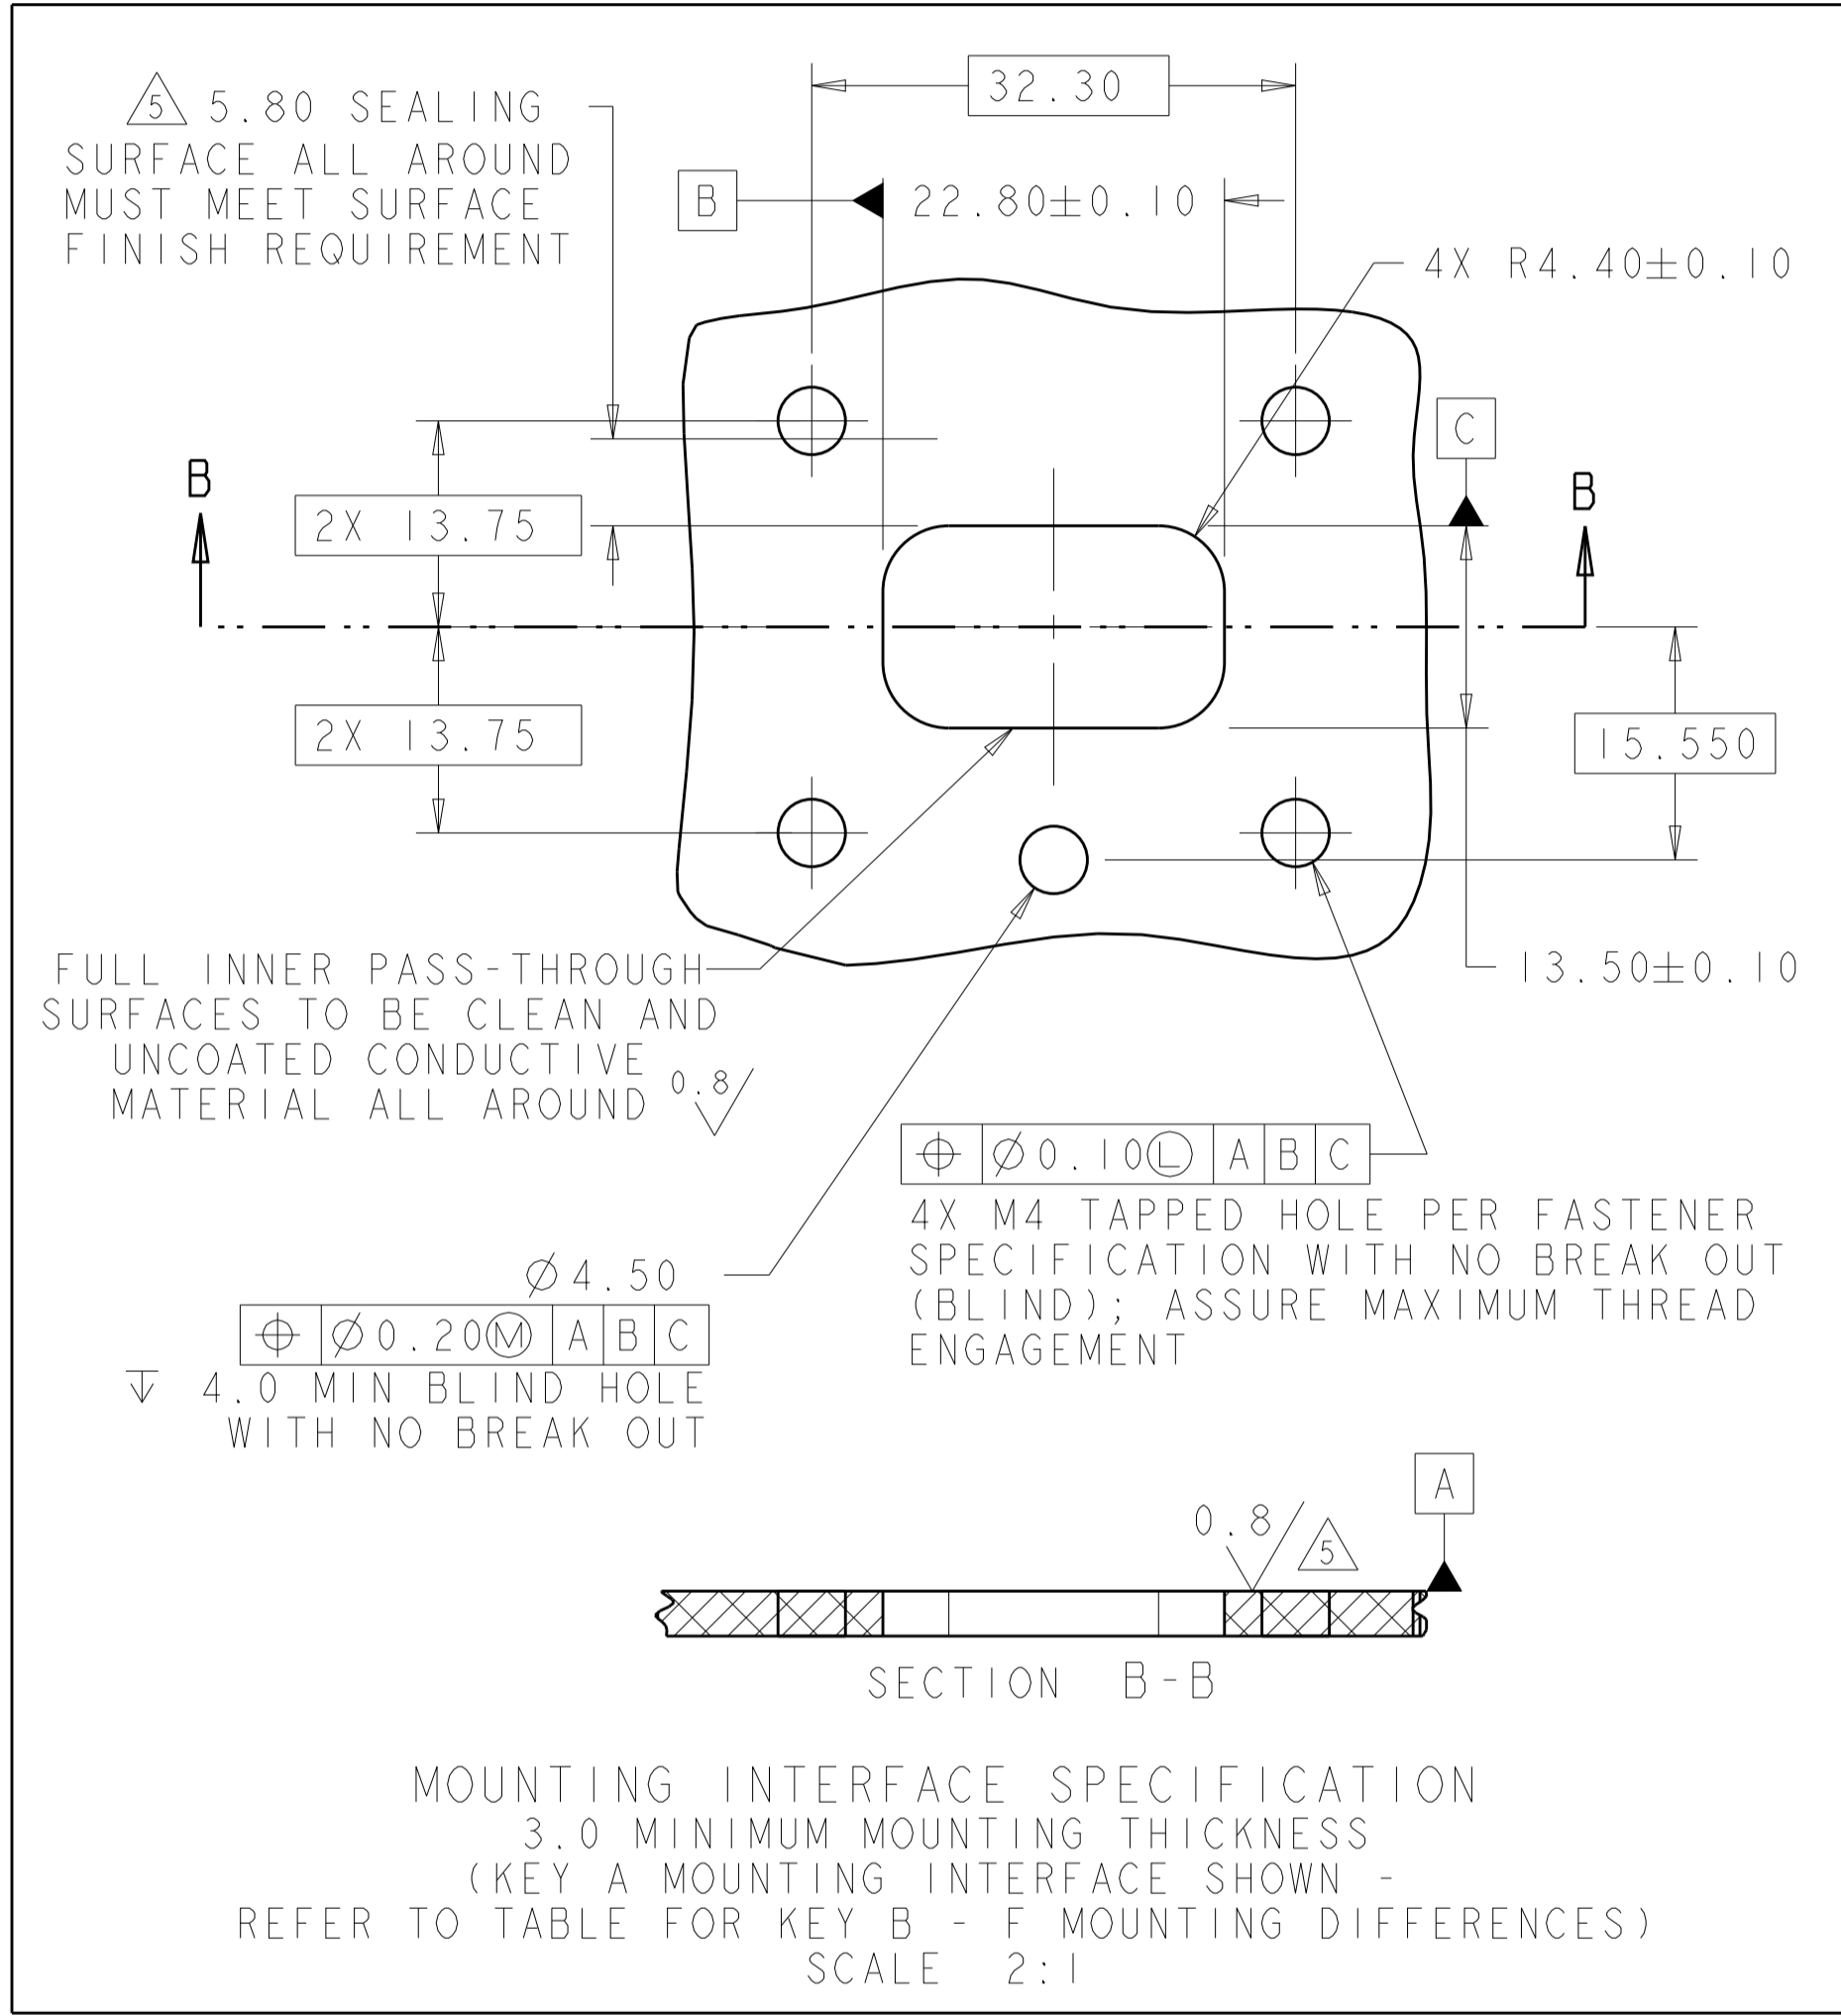 32.30
5 5.80 SEALING
SURFACE ALL AROUND
MUST MEET SURFACE
FINISH REQUIREMENT
B
22.80±0.10
4X R4.40±0.10
C
B
B
2X 13.75
2X 13.75
15.550
13.50±0.10
FULL INNER PASS-THROUGH
SURFACES TO BE CLEAN AND
UNCOATED CONDUCTIVE
MATERIAL ALL AROUND
0.8
⌖ ⌀0.10Ⓛ A B C
4X M4 TAPPED HOLE PER FASTENER
SPECIFICATION WITH NO BREAK OUT
(BLIND); ASSURE MAXIMUM THREAD
ENGAGEMENT
⌀4.50
⌖ ⌀0.20Ⓜ A B C
↧ 4.0 MIN BLIND HOLE
WITH NO BREAK OUT
A
0.8
5
SECTION B-B
MOUNTING INTERFACE SPECIFICATION
3.0 MINIMUM MOUNTING THICKNESS
(KEY A MOUNTING INTERFACE SHOWN -
REFER TO TABLE FOR KEY B - F MOUNTING DIFFERENCES)
SCALE 2:1